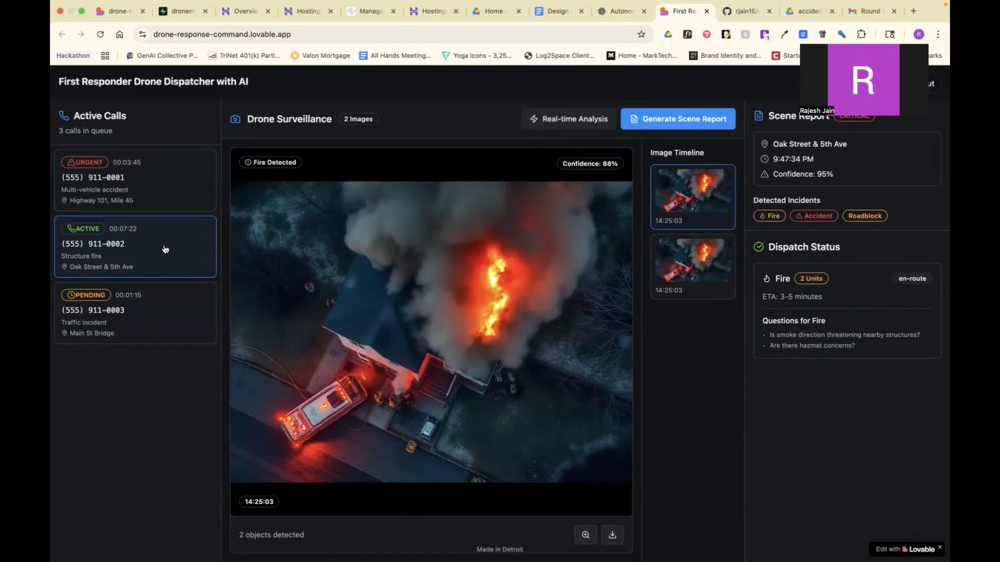 drone-r
dronem
Overvie
Hosting
Manage
Hosting
Home -
Design
Autono
First Re
rjain15/
acciden
Round
drone-response-command.lovable.app
R
Hackathon
GenAI Collective P...
TriNet 401(k) Parti...
Valon Mortgage
All Hands Meeting...
Yoga Icons – 3,25...
Log2Space Client...
Home - MarkTech...
Brand Identity and...
Startu
arks
First Responder Drone Dispatcher with AI
R
Rajesh Jain
ut
Active Calls
3 calls in queue
URGENT 00:03:45
(555) 911-0001
Multi-vehicle accident
Highway 101, Mile 45
ACTIVE 00:07:22
(555) 911-0002
Structure fire
Oak Street & 5th Ave
PENDING 00:01:15
(555) 911-0003
Traffic incident
Main St Bridge
Drone Surveillance 2 Images
Real-time Analysis
Generate Scene Report
Fire Detected
Confidence: 88%
14:25:03
2 objects detected
Made in Detroit
Image Timeline
14:25:03
14:25:03
Scene Report CRITICAL
Oak Street & 5th Ave
9:47:34 PM
Confidence: 95%
Detected Incidents
Fire Accident Roadblock
Dispatch Status
Fire 2 Units en-route
ETA: 3-5 minutes
Questions for Fire
• Is smoke direction threatening nearby structures?
• Are there hazmat concerns?
Edit with Lovable